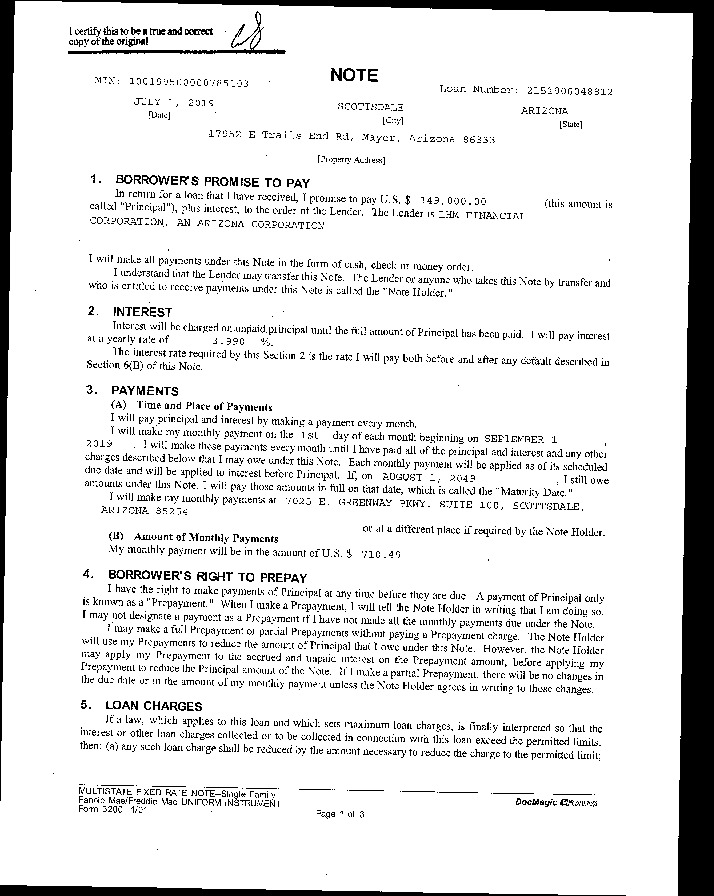 I certify this to be a true and correct
copy of the original
NOTE
MIN: 100199500000785103
Loan Number: 2151906048812
JULY 1, 2019
SCOTTSDALE
ARIZONA
[Date]
[City]
[State]
17952 E Trails End Rd, Mayer, Arizona 86333
[Property Address]
1. BORROWER'S PROMISE TO PAY
In return for a loan that I have received, I promise to pay U.S. $ 149,000.00 (this amount is
called "Principal"), plus interest, to the order of the Lender. The Lender is LHM FINANCIAL
CORPORATION, AN ARIZONA CORPORATION
I will make all payments under this Note in the form of cash, check or money order.
I understand that the Lender may transfer this Note. The Lender or anyone who takes this Note by transfer and
who is entitled to receive payments under this Note is called the "Note Holder."
2. INTEREST
Interest will be charged on unpaid principal until the full amount of Principal has been paid. I will pay interest
at a yearly rate of 3.990 %.
The interest rate required by this Section 2 is the rate I will pay both before and after any default described in
Section 6(B) of this Note.
3. PAYMENTS
(A) Time and Place of Payments
I will pay principal and interest by making a payment every month.
I will make my monthly payment on the 1st day of each month beginning on SEPTEMBER 1 ,
2019 . I will make these payments every month until I have paid all of the principal and interest and any other
charges described below that I may owe under this Note. Each monthly payment will be applied as of its scheduled
due date and will be applied to interest before Principal. If, on AUGUST 1, 2049 , I still owe
amounts under this Note, I will pay those amounts in full on that date, which is called the "Maturity Date."
I will make my monthly payments at 7025 E. GREENWAY PKWY. SUITE 100, SCOTTSDALE,
ARIZONA 85254
or at a different place if required by the Note Holder.
(B) Amount of Monthly Payments
My monthly payment will be in the amount of U.S. $ 710.49
4. BORROWER'S RIGHT TO PREPAY
I have the right to make payments of Principal at any time before they are due. A payment of Principal only
is known as a "Prepayment." When I make a Prepayment, I will tell the Note Holder in writing that I am doing so.
I may not designate a payment as a Prepayment if I have not made all the monthly payments due under the Note.
I may make a full Prepayment or partial Prepayments without paying a Prepayment charge. The Note Holder
will use my Prepayments to reduce the amount of Principal that I owe under this Note. However, the Note Holder
may apply my Prepayment to the accrued and unpaid interest on the Prepayment amount, before applying my
Prepayment to reduce the Principal amount of the Note. If I make a partial Prepayment, there will be no changes in
the due date or in the amount of my monthly payment unless the Note Holder agrees in writing to those changes.
5. LOAN CHARGES
If a law, which applies to this loan and which sets maximum loan charges, is finally interpreted so that the
interest or other loan charges collected or to be collected in connection with this loan exceed the permitted limits,
then: (a) any such loan charge shall be reduced by the amount necessary to reduce the charge to the permitted limit;
MULTISTATE FIXED RATE NOTE--Single Family
Fannie Mae/Freddie Mac UNIFORM INSTRUMENT
Form 3200 1/01
Page 1 of 3
DocMagic